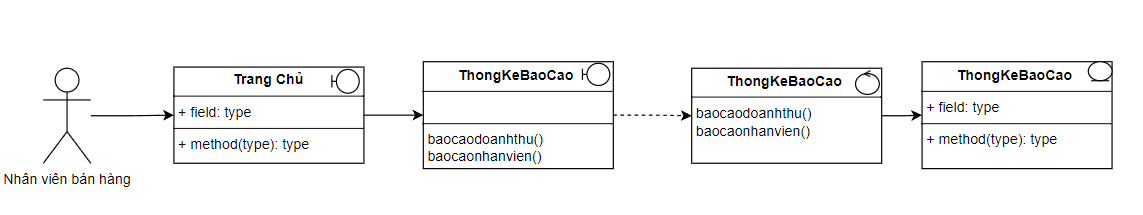 Nhân viên bán hàng
Trang Chủ
+ field: type
+ method(type): type
ThongKeBaoCao
baocaodoanhthu()
baocaonhanvien()
ThongKeBaoCao
baocaodoanhthu()
baocaonhanvien()
ThongKeBaoCao
+ field: type
+ method(type): type